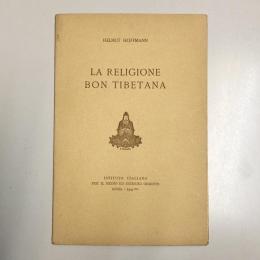 HELMUT HOFFMANN
LA RELIGIONE
BON TIBETANA
ISTITUTO ITALIANO
PER IL MEDIO ED ESTREMO ORIENTE
ROMA